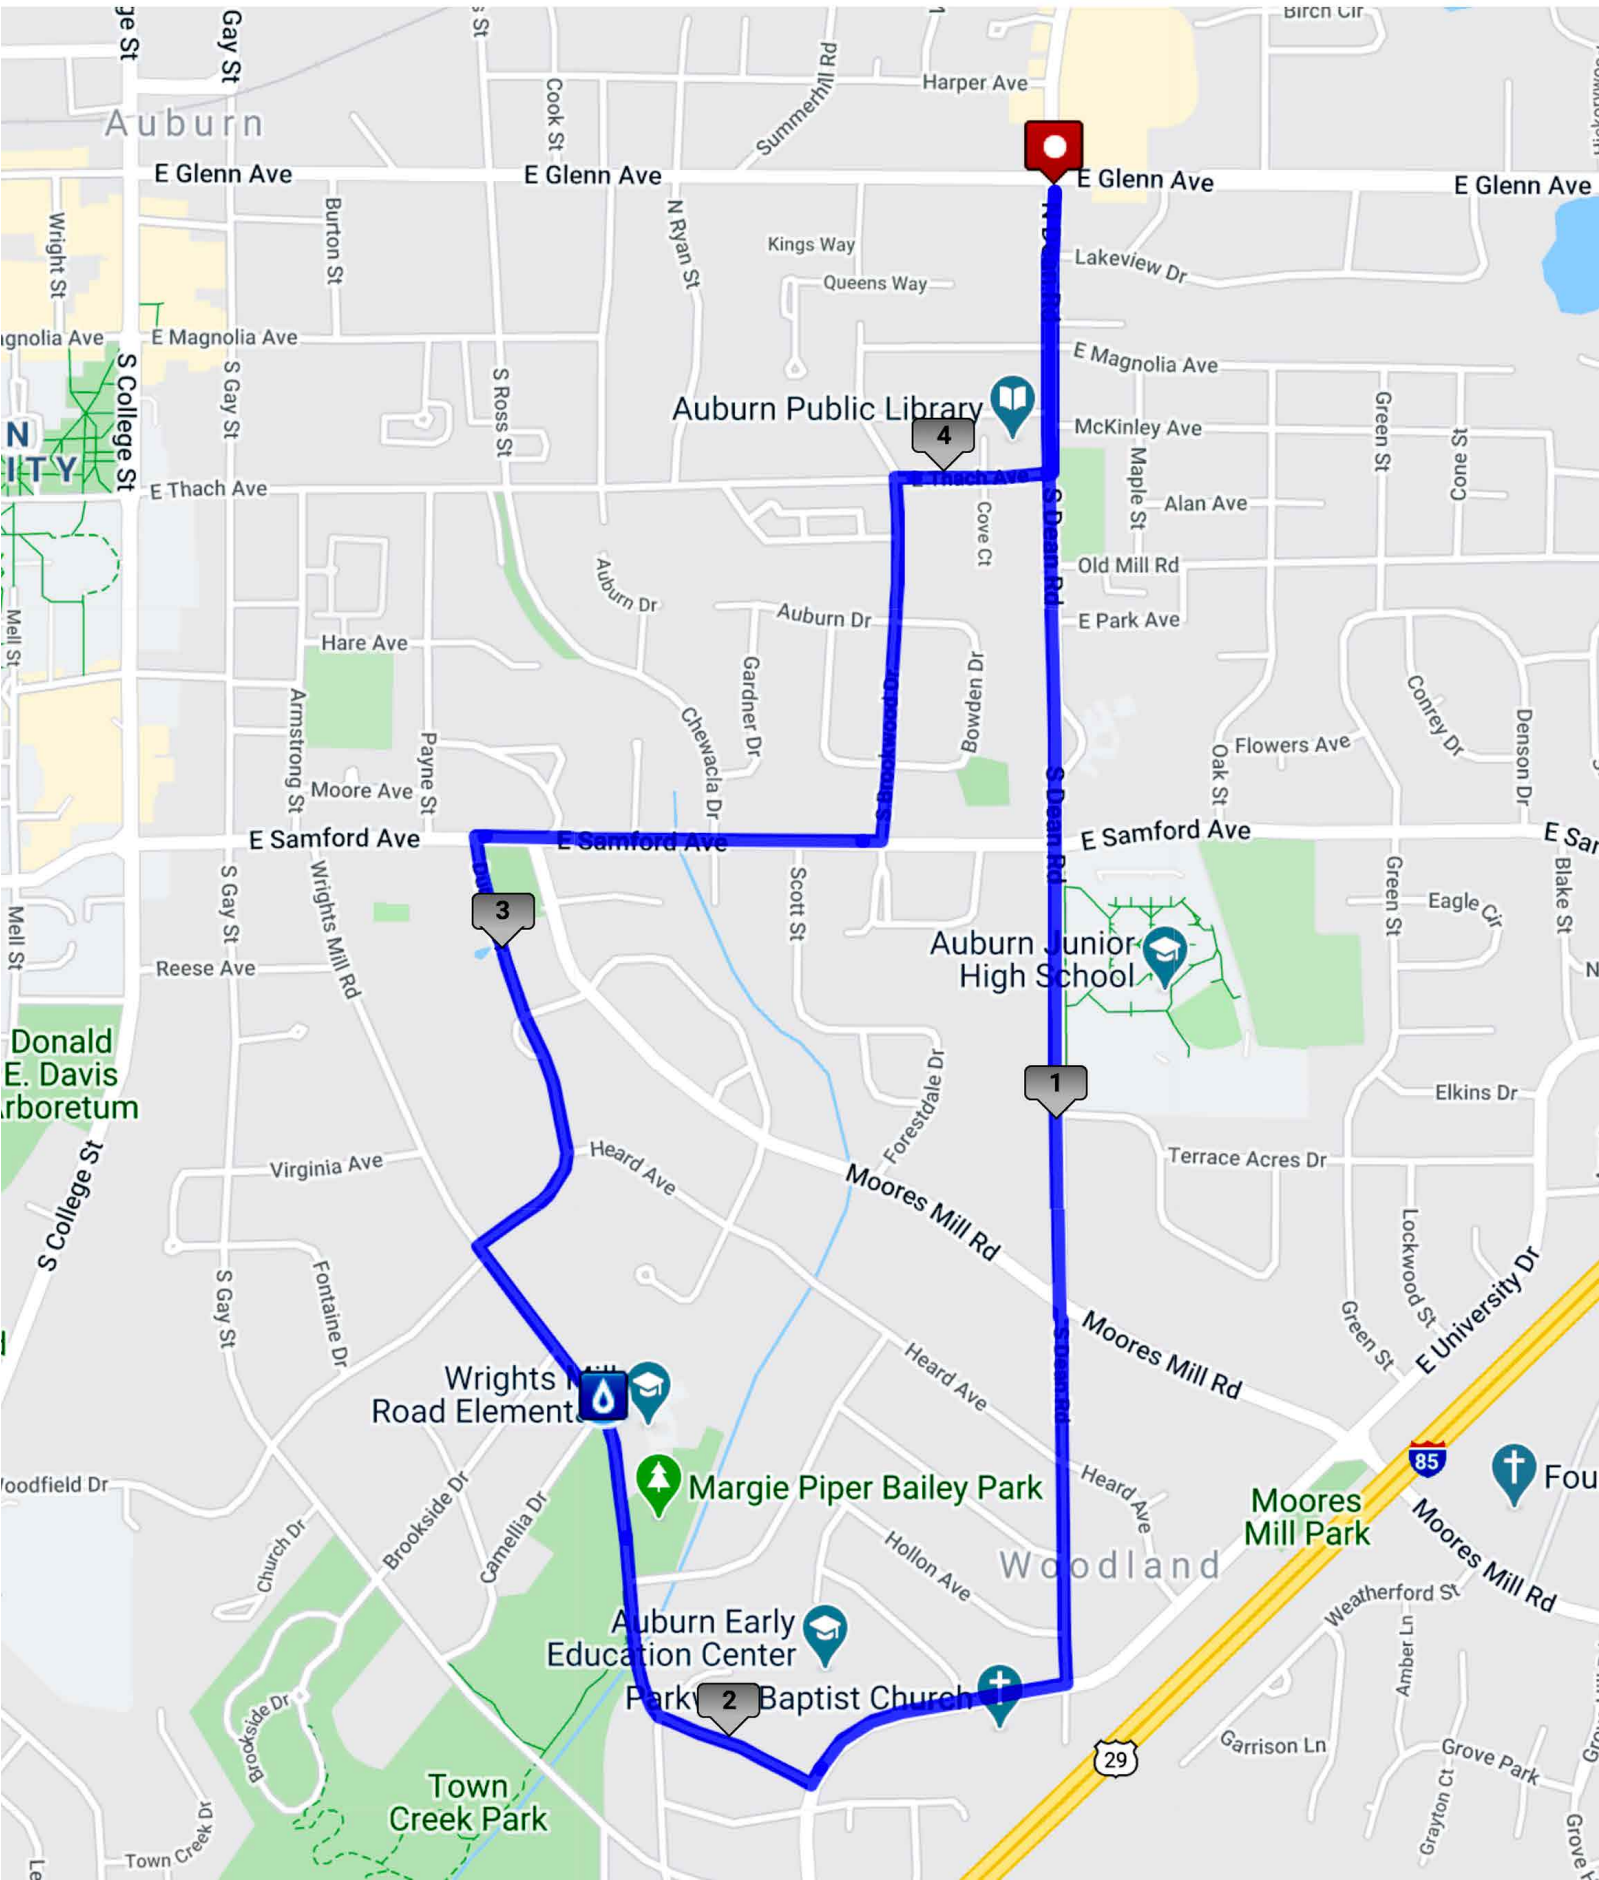 Gay St
Birch Cir
Harper Ave
Cook St
Summerhill Rd
Auburn
E Glenn Ave
E Glenn Ave
E Glenn Ave
E Glenn Ave
Wright St
Burton St
N Ryan St
Kings Way
Queens Way
Lakeview Dr
E Magnolia Ave
S College St
S Gay St
S Ross St
E Magnolia Ave
Auburn Public Library
4
McKinley Ave
Green St
Cone St
Maple St
E Thach Ave
E Thach Ave
S Dean Rd
Alan Ave
Cove Ct
Old Mill Rd
Auburn Dr
Auburn Dr
E Park Ave
Mell St
Hare Ave
Gardner Dr
Bowden Dr
Armstrong St
Payne St
Chewacla Dr
S Brookwood Dr
Conrey Dr
Denson Dr
Flowers Ave
Oak St
Moore Ave
S Dean Rd
E Samford Ave
E Samford Ave
E Samford Ave
Wrights Mill Rd
S Gay St
Mell St
3
Scott St
Green St
Blake St
Eagle Cir
Auburn Junior
High School
Reese Ave
Donald
E. Davis
1
Forestdale Dr
Elkins Dr
Virginia Ave
Heard Ave
Terrace Acres Dr
S College St
Moores Mill Rd
Lockwood St
Fontaine Dr
S Gay St
E University Dr
Green St
Moores Mill Rd
S Dean Rd
Heard Ave
Wrights
Margie Piper Bailey Park
85
Heard Ave
Moores
Mill Park
Brookside Dr
Camellia Dr
Church Dr
Hollon Ave
Woodland
Moores Mill Rd
Weatherford St
Auburn Early
Education Center
Amber Ln
2
Baptist Church
Brookside Dr
Garrison Ln
29
Grove Park
Grayton Ct
Town
Creek Park
Town Creek Dr